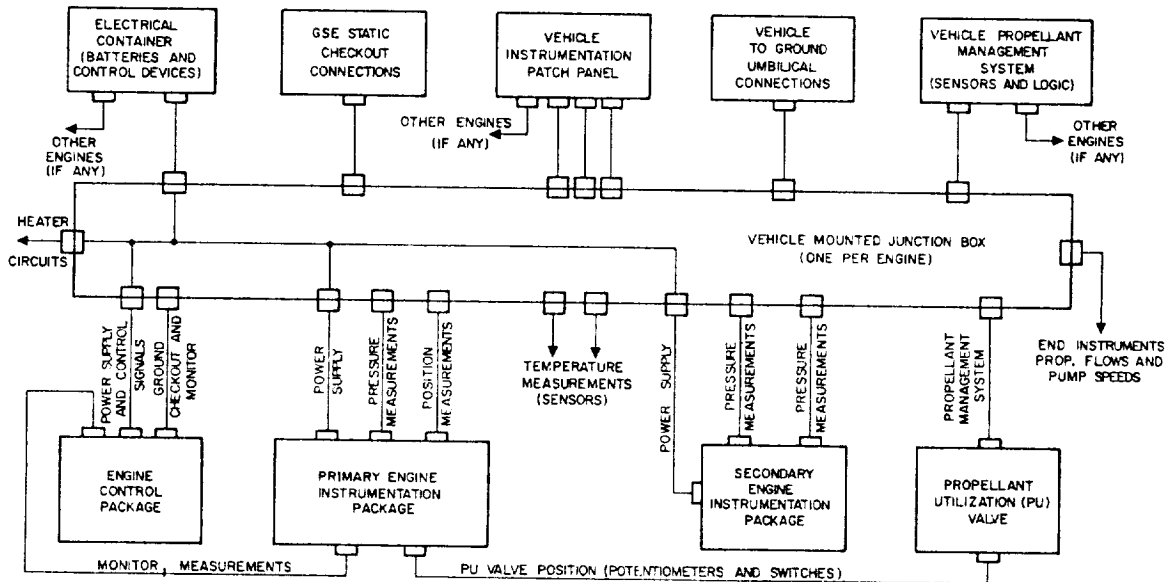 ELECTRICAL
CONTAINER
(BATTERIES AND
CONTROL DEVICES)
GSE STATIC
CHECKOUT
CONNECTIONS
VEHICLE
INSTRUMENTATION
PATCH PANEL
VEHICLE
TO GROUND
UMBILICAL
CONNECTIONS
VEHICLE PROPELLANT
MANAGEMENT
SYSTEM
(SENSORS AND LOGIC)
OTHER
ENGINES
(IF ANY)
OTHER ENGINES
(IF ANY)
OTHER
ENGINES
(IF ANY)
HEATER
CIRCUITS
VEHICLE MOUNTED JUNCTION BOX
(ONE PER ENGINE)
POWER SUPPLY
AND CONTROL
SIGNALS
GROUND
CHECKOUT AND
MONITOR
POWER
SUPPLY
PRESSURE
MEASUREMENTS
POSITION
MEASUREMENTS
TEMPERATURE
MEASUREMENTS
(SENSORS)
POWER SUPPLY
PRESSURE
MEASUREMENTS
PRESSURE
MEASUREMENTS
PROPELLANT
MANAGEMENT
SYSTEM
END INSTRUMENTS
PROP. FLOWS AND
PUMP SPEEDS
ENGINE
CONTROL
PACKAGE
PRIMARY ENGINE
INSTRUMENTATION
PACKAGE
SECONDARY
ENGINE
INSTRUMENTATION
PACKAGE
PROPELLANT
UTILIZATION (PU)
VALVE
MONITOR MEASUREMENTS
PU VALVE POSITION (POTENTIOMETERS AND SWITCHES)